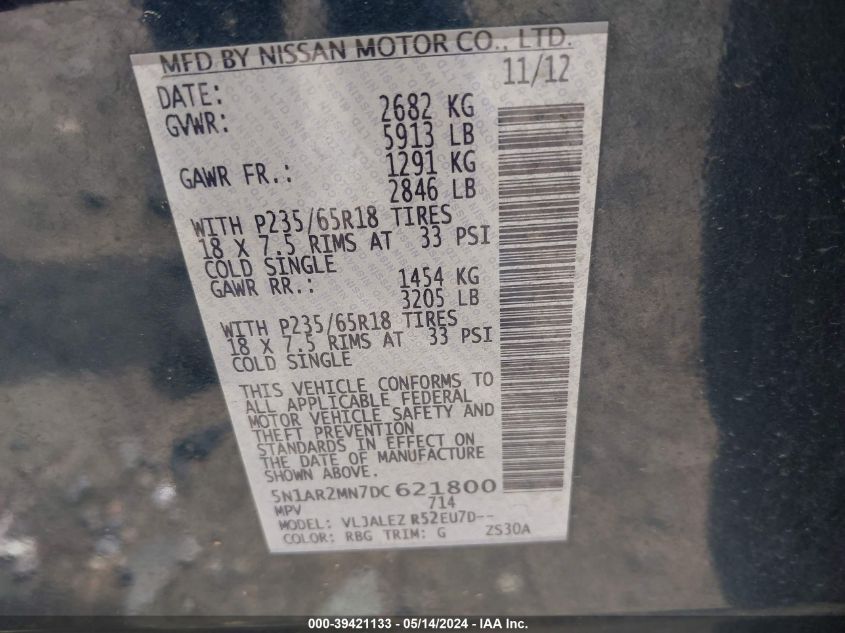 MFD BY NISSAN MOTOR CO., LTD.
DATE: 11/12
GVWR: 2682 KG
5913 LB
GAWR FR.: 1291 KG
2846 LB
WITH P235/65R18 TIRES
18 X 7.5 RIMS AT 33 PSI
COLD SINGLE
GAWR RR.: 1454 KG
3205 LB
WITH P235/65R18 TIRES
18 X 7.5 RIMS AT 33 PSI
COLD SINGLE
THIS VEHICLE CONFORMS TO
ALL APPLICABLE FEDERAL
MOTOR VEHICLE SAFETY AND
THEFT PREVENTION
STANDARDS IN EFFECT ON
THE DATE OF MANUFACTURE
SHOWN ABOVE.
5N1AR2MN7DC 621800
MPV 714
MODEL: VLJALEZ R52EU7D--
COLOR: RBG TRIM: G ZS30A
000-39421133 - 05/14/2024 - IAA Inc.